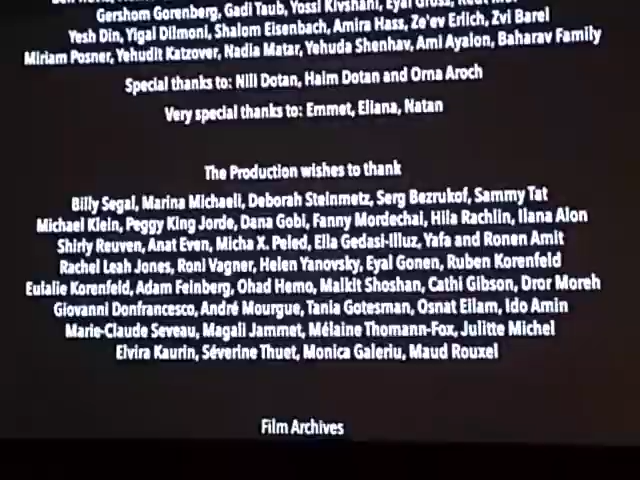 Gershom Gorenberg, Gadi Taub, Yossi Klvshani, Eyal Gross,
Yesh Din, Yigal Dilmoni, Shalom Eisenbach, Amira Hass, Ze'ev Erlich, Zvi Barel
Miriam Posner, Yehudit Katzover, Nadia Matar, Yehuda Shenhav, Ami Ayalon, Baharav Family
Special thanks to: Nili Dotan, Haim Dotan and Orna Aroch
Very special thanks to: Emmet, Eliana, Natan
The Production wishes to thank
Billy Segal, Marina Michaeli, Deborah Steinmetz, Serg Bezrukof, Sammy Tat
Michael Klein, Peggy King Jorde, Dana Gobi, Fanny Mordechai, Hila Rachlin, Ilana Alon
Shirly Reuven, Anat Even, Micha X. Peled, Ella Gedasi-Illuz, Yafa and Ronen Amit
Rachel Leah Jones, Roni Vagner, Helen Yanovsky, Eyal Gonen, Ruben Korenfeld
Eulalie Korenfeld, Adam Feinberg, Ohad Hemo, Malkit Shoshan, Cathi Gibson, Dror Moreh
Giovanni Donfrancesco, André Mourgue, Tania Gotesman, Osnat Eilam, Ido Amin
Marie-Claude Seveau, Magali Jammet, Mélaine Thomann-Fox, Julitte Michel
Elvira Kaurin, Séverine Thuet, Monica Galeriu, Maud Rouxel
Film Archives